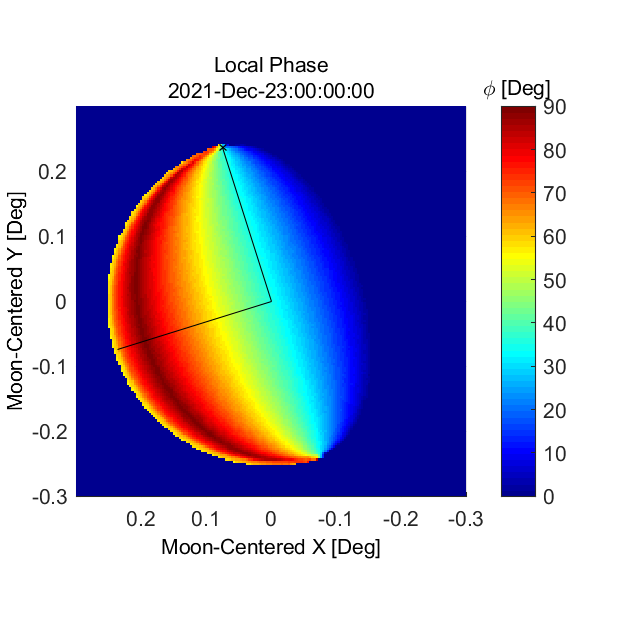 Local Phase
2021-Dec-23:00:00:00:00
ϕ [Deg]
Moon-Centered Y [Deg]
0.2
0.1
0
-0.1
-0.2
-0.3
0.2 0.1 0 -0.1 -0.2 -0.3
Moon-Centered X [Deg]
90
80
70
60
50
40
30
20
10
0